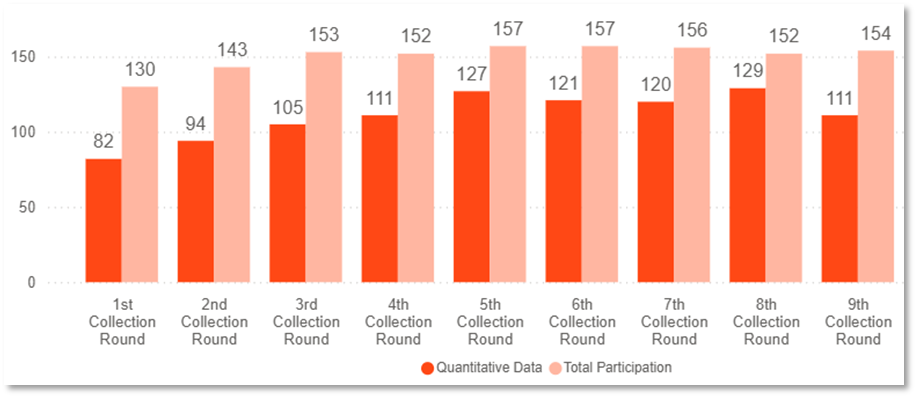 157
157
156
154
153
152
152
143
150
130
127
129
121
120
111
111
105
94
100
82
50
0
1st
Collection
Round
2nd
Collection
Round
3rd
Collection
Round
4th
Collection
Round
5th
Collection
Round
6th
Collection
Round
7th
Collection
Round
8th
Collection
Round
9th
Collection
Round
Quantitative Data
Total Participation